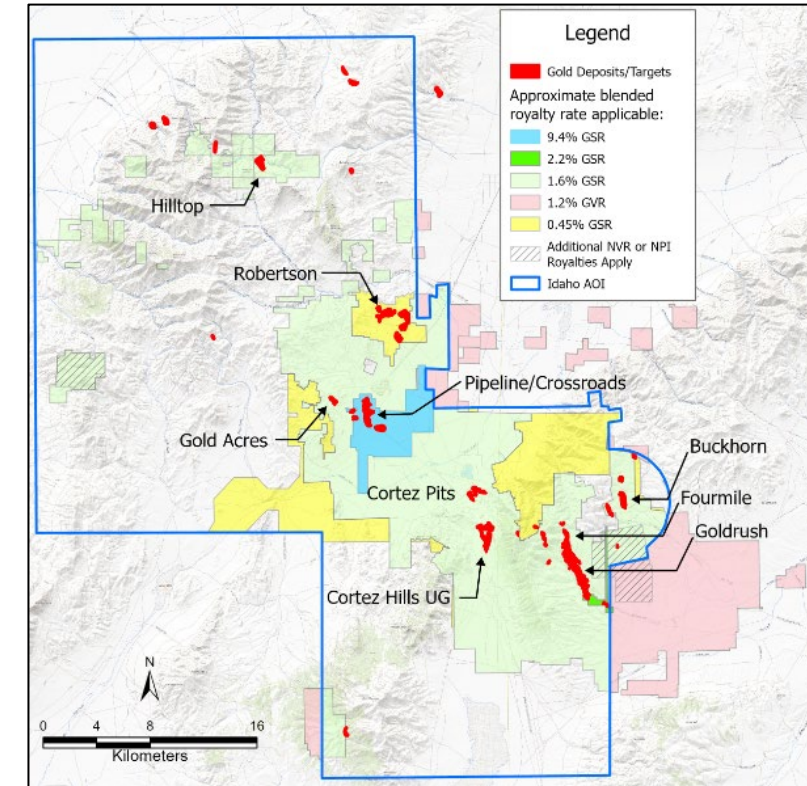 Legend
Gold Deposits/Targets
Approximate blended
royalty rate applicable:
9.4% GSR
2.2% GSR
1.6% GSR
1.2% GVR
0.45% GSR
Additional NVR or NPI
Royalties Apply
Idaho AOI
Hilltop
Robertson
Pipeline/Crossroads
Gold Acres
Buckhorn
Cortez Pits
Fourmile
Goldrush
Cortez Hills UG
N
0 4 8 16
Kilometers